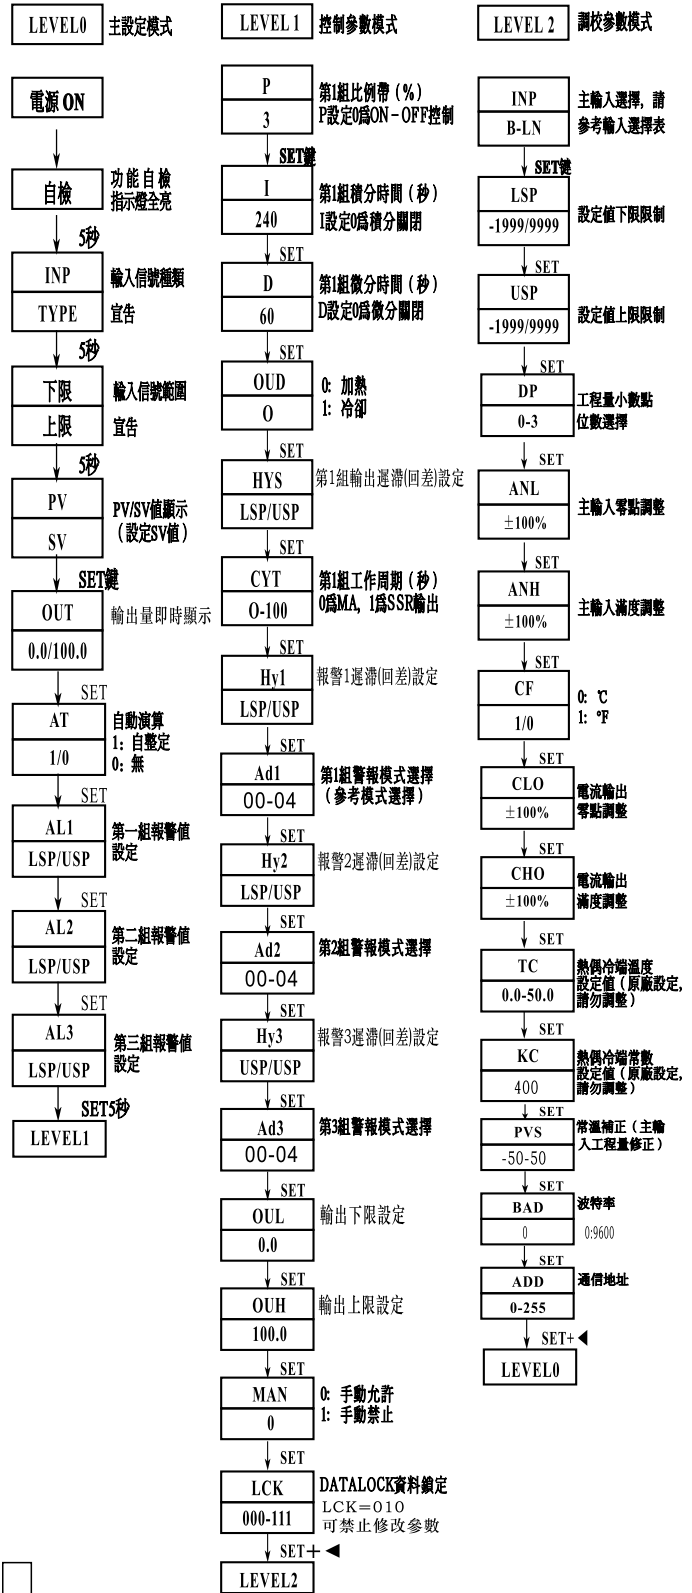 LEVEL0 主設定模式
電源 ON
自檢
功能自檢
指示燈全亮
5秒
INP
輸入信號種類
TYPE
宣告
5秒
下限
輸入信號範圍
上限
宣告
5秒
PV
SV
PV/SV值顯示
（設定SV值）
SET鍵
OUT
輸出量即時顯示
0.0/100.0
SET
AT
1/0
自動演算
1: 自整定
0: 無
SET
AL1
LSP/USP
第一組報警值
設定
SET
AL2
LSP/USP
第二組報警值
設定
SET
AL3
LSP/USP
第三組報警值
設定
SET5秒
LEVEL1
LEVEL 1 控制參數模式
P
3
第1組比例帶（%）
P設定0爲ON－OFF控制
SET鍵
I
240
第1組積分時間（秒）
I設定0爲積分關閉
SET
D
60
第1組微分時間（秒）
D設定0爲微分關閉
SET
OUD
O
0: 加熱
1: 冷卻
SET
HYS
第1組輸出遲滯(回差)設定
LSP/USP
SET
CYT
O-100
第1組工作周期（秒）
0爲MA, 1爲SSR輸出
SET
Hy1
報警1遲滯(回差)設定
LSP/USP
SET
Ad1
00-04
第1組警報模式選擇
（參考模式選擇）
SET
Hy2
報警2遲滯(回差)設定
LSP/USP
SET
Ad2
第2組警報模式選擇
00-04
SET
Hy3
報警3遲滯(回差)設定
USP/USP
SET
Ad3
第3組警報模式選擇
00-04
SET
OUL
輸出下限設定
0.0
SET
OUH
輸出上限設定
100.0
SET
MAN
0
0: 手動允許
1: 手動禁止
SET
LCK
000-111
DATALOCK資料鎖定
LCK=010
可禁止修改參數
SET+◀
LEVEL2
LEVEL 2 調校參數模式
INP
B-LN
主輸入選擇, 請
參考輸入選擇表
SET键
LSP
-1999/9999
設定值下限限制
SET
USP
-1999/9999
設定值上限限制
SET
DP
0-3
工程量小數點
位數選擇
SET
ANL
±100%
主輸入零點調整
SET
ANH
±100%
主輸入滿度調整
SET
CF
1/0
0: ℃
1: °F
SET
CLO
±100%
電流輸出
零點調整
SET
CHO
±100%
電流輸出
滿度調整
SET
TC
0.0-50.0
熱偶冷端溫度
設定值（原廠設定,
請勿調整）
SET
KC
400
熱偶冷端常數
設定值（原廠設定,
請勿調整）
SET
PVS
-50-50
常溫補正（主輸
入工程量修正）
SET
BAD
波特率
0
0:9600
SET
ADD
通信地址
0-255
SET+◀
LEVEL0